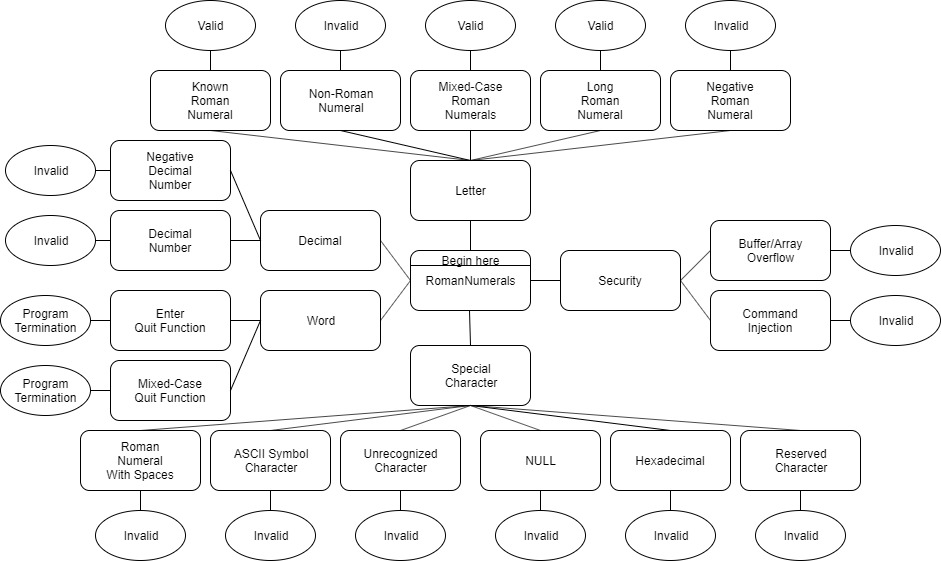 Valid
Invalid
Valid
Valid
Invalid
Known
Roman
Numeral
Non-Roman
Numeral
Mixed-Case
Roman
Numerals
Long
Roman
Numeral
Negative
Roman
Numeral
Invalid
Negative
Decimal
Number
Letter
Invalid
Decimal
Number
Decimal
Begin here
RomanNumerals
Security
Buffer/Array
Overflow
Invalid
Program
Termination
Enter
Quit Function
Word
Command
Injection
Invalid
Program
Termination
Mixed-Case
Quit Function
Special
Character
Roman
Numeral
With Spaces
ASCII Symbol
Character
Unrecognized
Character
NULL
Hexadecimal
Reserved
Character
Invalid
Invalid
Invalid
Invalid
Invalid
Invalid